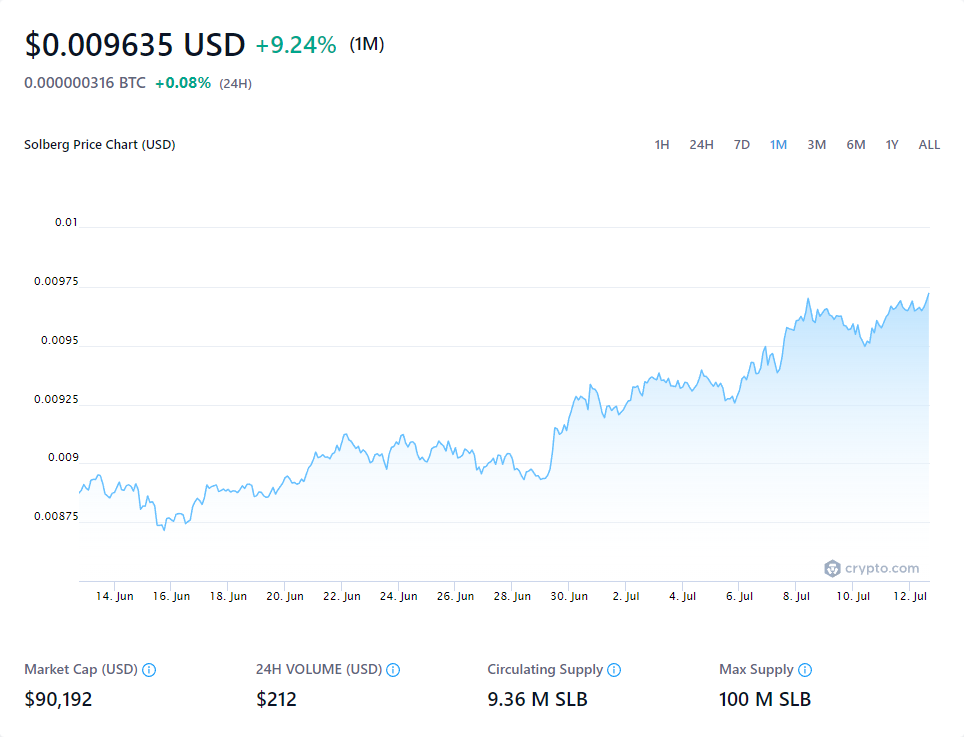 $0.009635 USD +9.24% (1M)
0.000000316 BTC +0.08% (24H)
Solberg Price Chart (USD) 1H 24H 7D 1M 3M 6M 1Y ALL
0.01
0.00975
0.0095
0.00925
0.009
0.00875
crypto.com
14. Jun 16. Jun 18. Jun 20. Jun 22. Jun 24. Jun 26. Jun 28. Jun 30. Jun 2. Jul 4. Jul 6. Jul 8. Jul 10. Jul 12. Jul
Market Cap (USD) 24H VOLUME (USD) Circulating Supply Max Supply
$90,192 $212 9.36 M SLB 100 M SLB